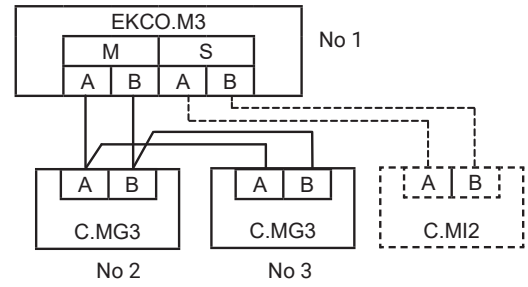 EKCO.M3
No 1
M S
A B A B
A B A B A B
C.MG3 C.MG3 C.MI2
No 2 No 3